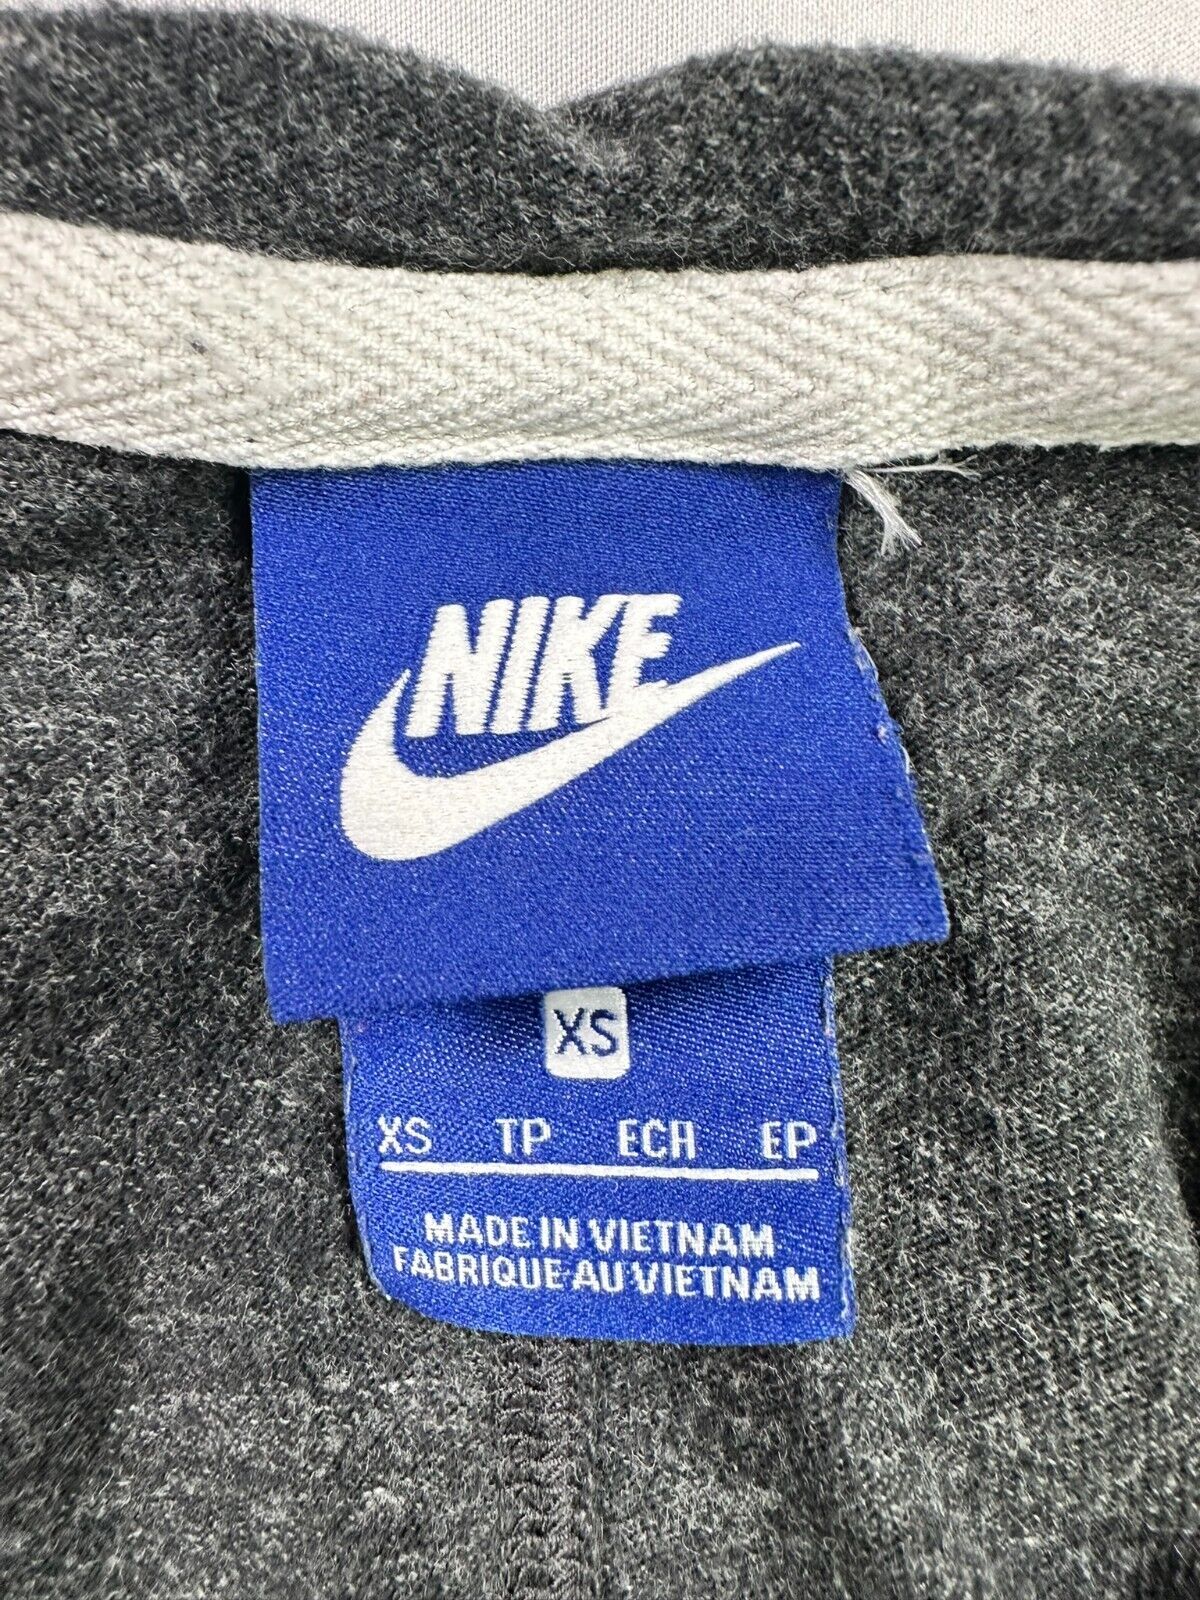 NIKE
XS
XS TP ECH EP
MADE IN VIETNAM
FABRIQUE AU VIETNAM